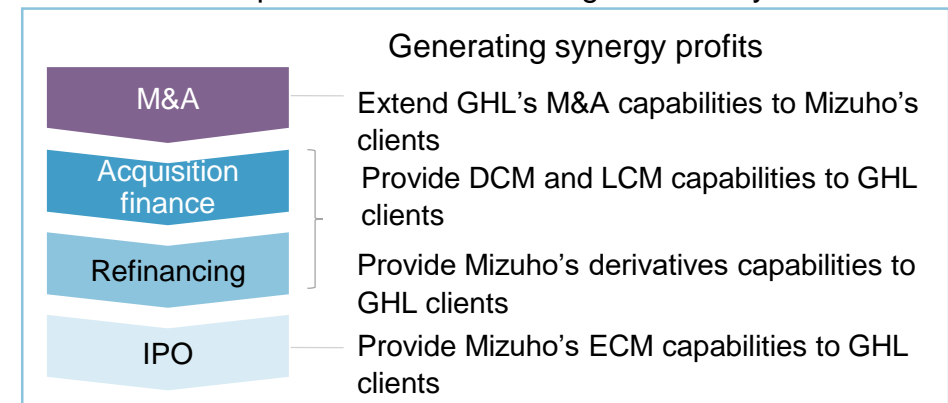 Generating synergy profits
M&A
Extend GHL's M&A capabilities to Mizuho's
clients
Acquisition
finance
Provide DCM and LCM capabilities to GHL
clients
Refinancing
Provide Mizuho's derivatives capabilities to
GHL clients
IPO
Provide Mizuho's ECM capabilities to GHL
clients